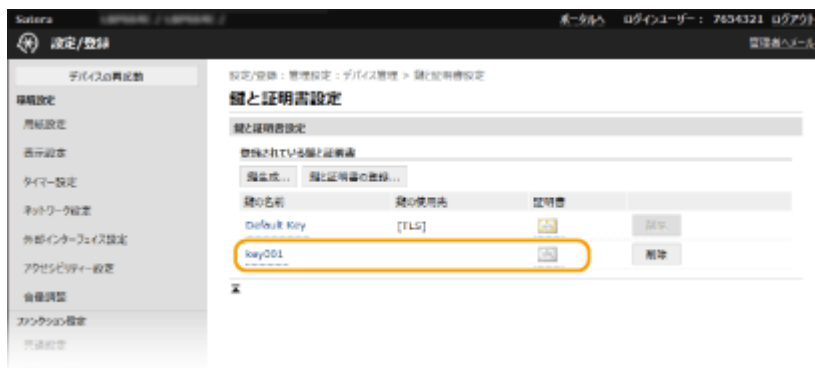 Satera
ポータルへ ログインユーザー： 7654321 ログアウト
設定/登録
管理者へメール
デバイスの再起動
設定/登録 : 管理設定 : デバイス管理 > 鍵と証明書設定
環境設定
鍵と証明書設定
用紙設定
鍵と証明書設定
表示設定
登録されている鍵と証明書
タイマー設定
鍵生成... 鍵と証明書の登録...
ネットワーク設定
鍵の名前 鍵の使用先 証明書
Default Key [TLS] 削除
外部インターフェイス設定
key001 削除
アクセシビリティー設定
音量調整
ファンクション設定
共通設定